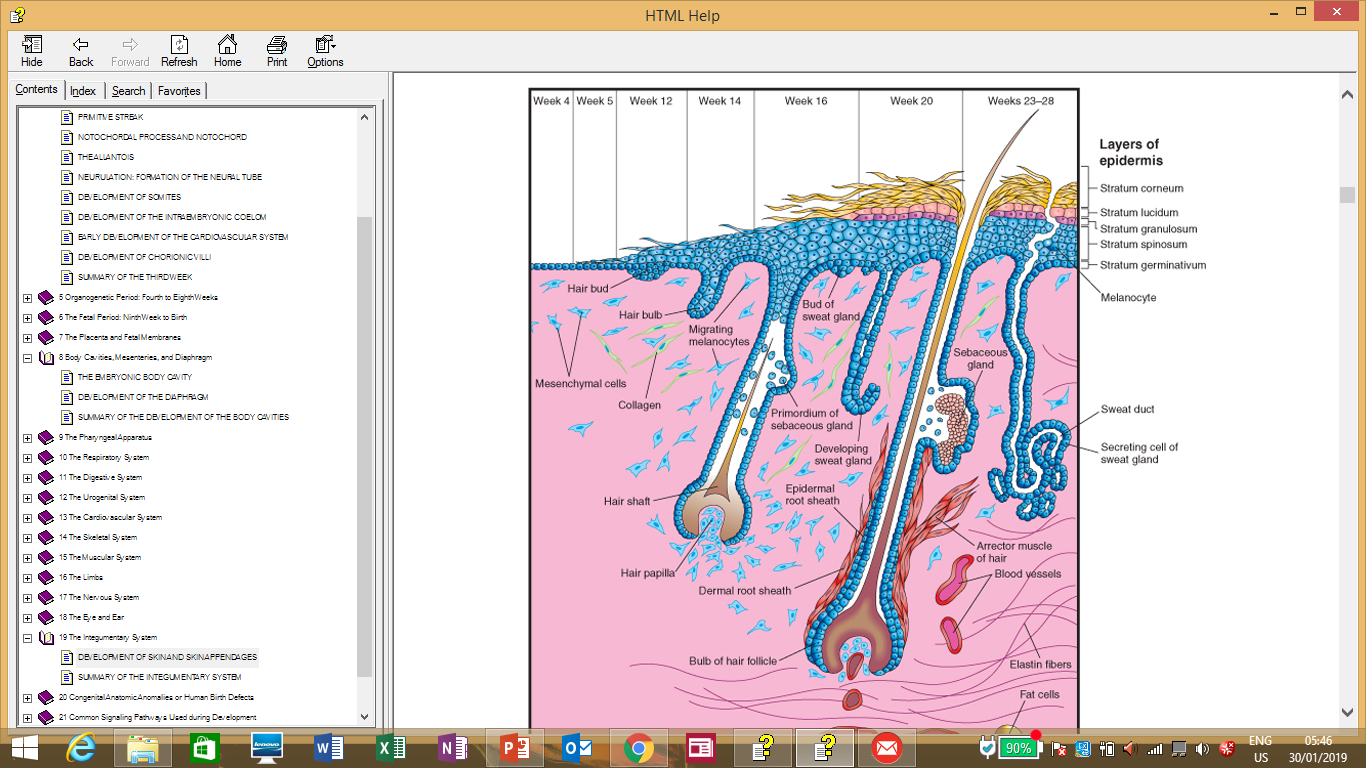 HTML Help
Hide
Back
Forward
Refresh
Home
Print
Options
Contents
Index
Search
Favorites
PRIMITIVE STREAK
NOTOCHORDAL PROCESS AND NOTOCHORD
THE ALLANTOIS
NEURULATION: FORMATION OF THE NEURAL TUBE
DEVELOPMENT OF SOMITES
DEVELOPMENT OF THE INTRAEMBRYONIC COELOM
EARLY DEVELOPMENT OF THE CARDIOVASCULAR SYSTEM
DEVELOPMENT OF CHORIONIC VILLI
SUMMARY OF THE THIRD WEEK
5 Organogenetic Period: Fourth to Eighth Weeks
6 The Fetal Period: Ninth Week to Birth
7 The Placenta and Fetal Membranes
8 Body Cavities, Mesenteries, and Diaphragm
THE EMBRYONIC BODY CAVITY
DEVELOPMENT OF THE DIAPHRAGM
SUMMARY OF THE DEVELOPMENT OF THE BODY CAVITIES
9 The Pharyngeal Apparatus
10 The Respiratory System
11 The Digestive System
12 The Urogenital System
13 The Cardiovascular System
14 The Skeletal System
15 The Muscular System
16 The Limbs
17 The Nervous System
18 The Eye and Ear
19 The Integumentary System
DEVELOPMENT OF SKIN AND SKIN APPENDAGES
SUMMARY OF THE INTEGUMENTARY SYSTEM
20 Congenital Anatomic Anomalies or Human Birth Defects
21 Common Signalling Pathways Used during Development
Week 4
Week 5
Week 12
Week 14
Week 16
Week 20
Weeks 23–28
Layers of
epidermis
Stratum corneum
Stratum lucidum
Stratum granulosum
Stratum spinosum
Stratum germinativum
Melanocyte
Hair bud
Hair bulb
Migrating
melanocytes
Bud of
sweat gland
Mesenchymal cells
Collagen
Sebaceous
gland
Primordium of
sebaceous gland
Developing
sweat gland
Sweat duct
Secreting cell of
sweat gland
Hair shaft
Epidermal
root sheath
Hair papilla
Dermal root sheath
Arrector muscle
of hair
Blood vessels
Bulb of hair follicle
Elastin fibers
Fat cells
lenovo
90%
ENG
US
05:46
30/01/2019